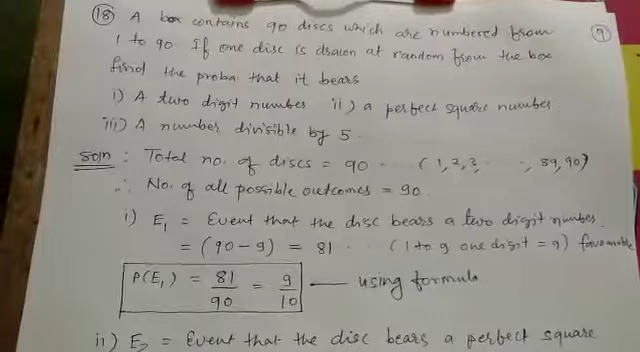 (18) A box contains 90 discs which are numbered from (9)
1 to 90 If one disc is drawn at random from the box
find the proba. that it bears
i) A two digit number ii) a perfect square number
iii) A number divisible by 5.
Soln : Total no. of discs = 90 ... (1, 2, 3, ..., 89, 90)
∴ No. of all possible outcomes = 90.
i) E₁ = Event that the disc bears a two digit number.
= (90 - 9) = 81 ... (1 to 9 one digit = 9) favourable
P(E₁) = 81/90 = 9/10 — using formula
ii) E₂ = Event that the disc bears a perfect square